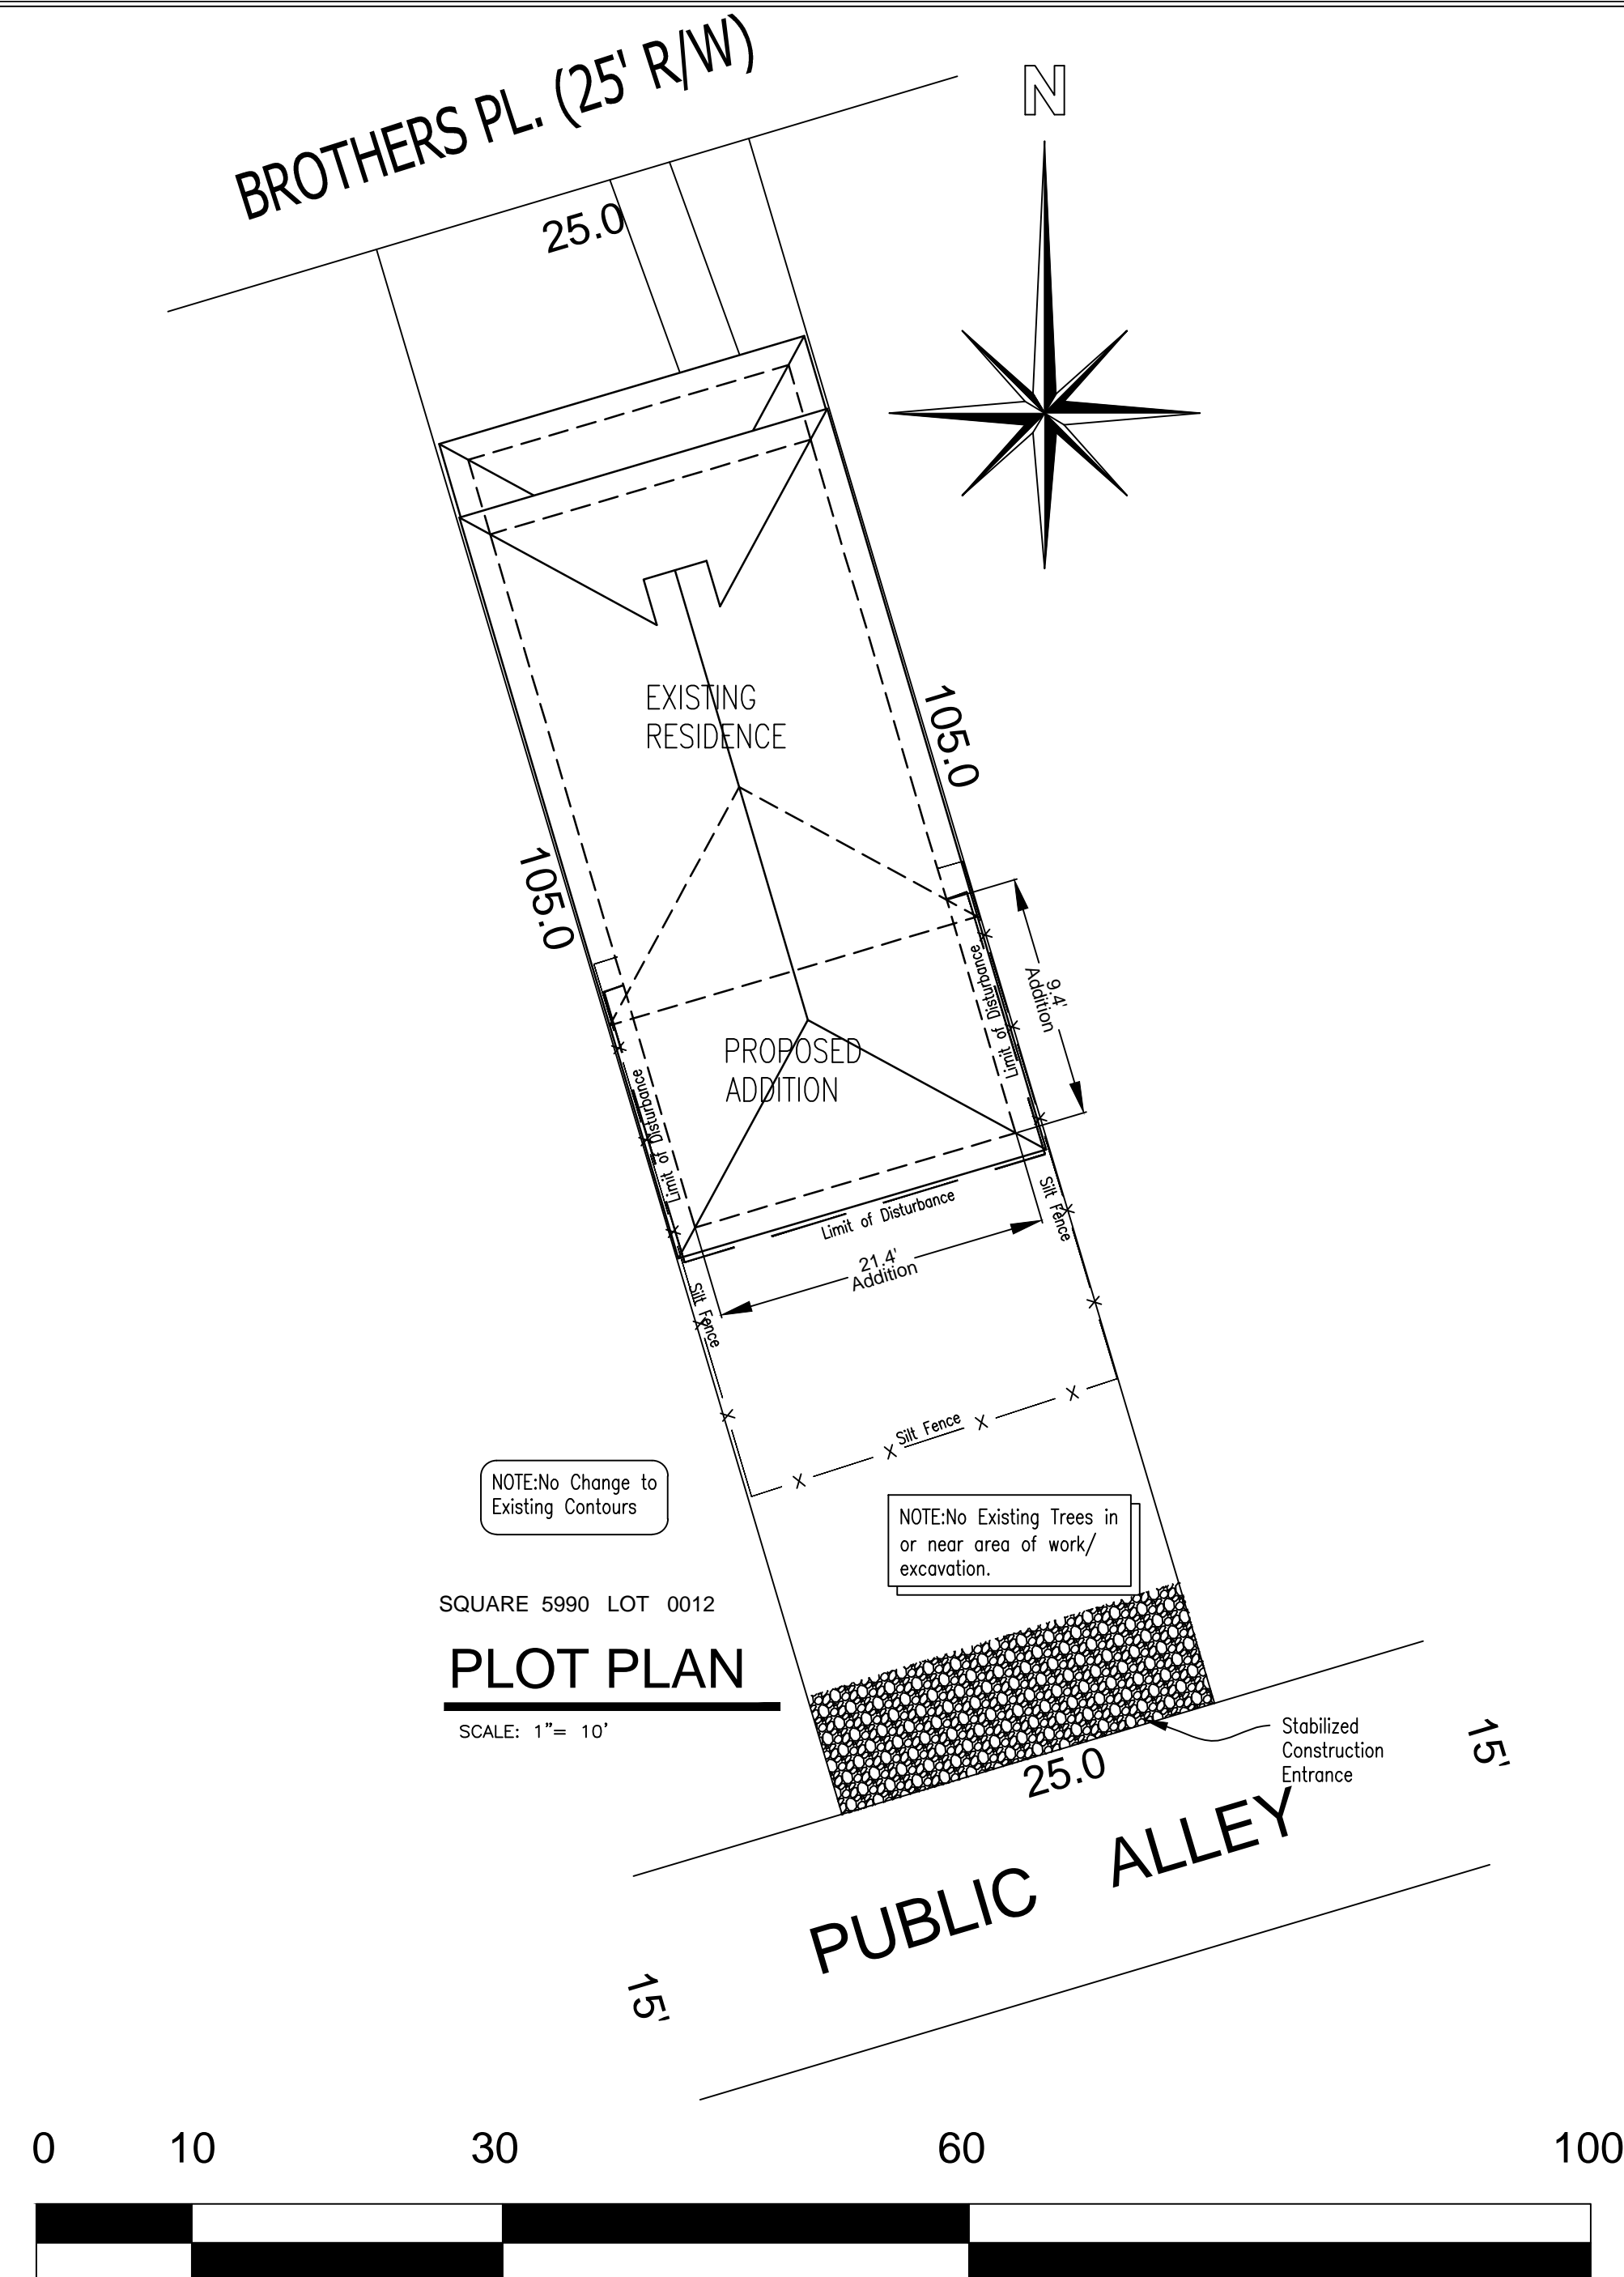 BROTHERS PL. (25' R/W)
N
25.0
EXISTING
RESIDENCE
105.0
105.0
9.4'
Addition
Limit of Disturbance
Limit of Disturbance
PROPOSED
ADDITION
Limit of Disturbance
Silt Fence
21.4'
Addition
Silt Fence
Silt Fence
NOTE:No Change to
Existing Contours
NOTE:No Existing Trees in
or near area of work/
excavation.
SQUARE 5990 LOT 0012
PLOT PLAN
SCALE: 1"= 10'
Stabilized
Construction
Entrance
25.0
15'
PUBLIC ALLEY
15'
0 10 30 60 100